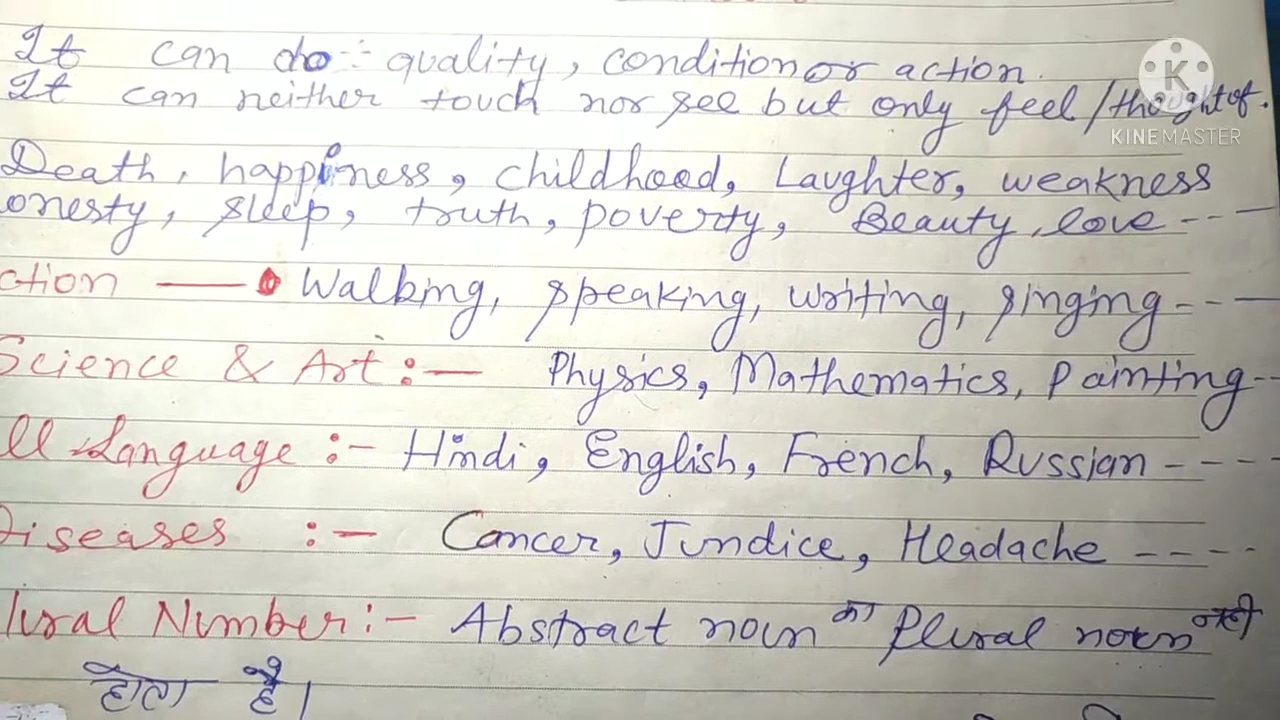 It can do :- quality, condition or action.
It can neither touch nor see but only feel/thought of.
KINEMASTER
Death, happiness, childhood, Laughter, weakness
onesty, sleep, truth, poverty, Beauty, love ---
ction — Walking, speaking, writing, singing ---
Science & Art :- Physics, Mathematics, Painting --
ll Language :- Hindi, English, French, Russian ----
Diseases :- Cancer, Jundice, Headache ----
lural Number :- Abstract noun का Plural noun नहीं
होता है।